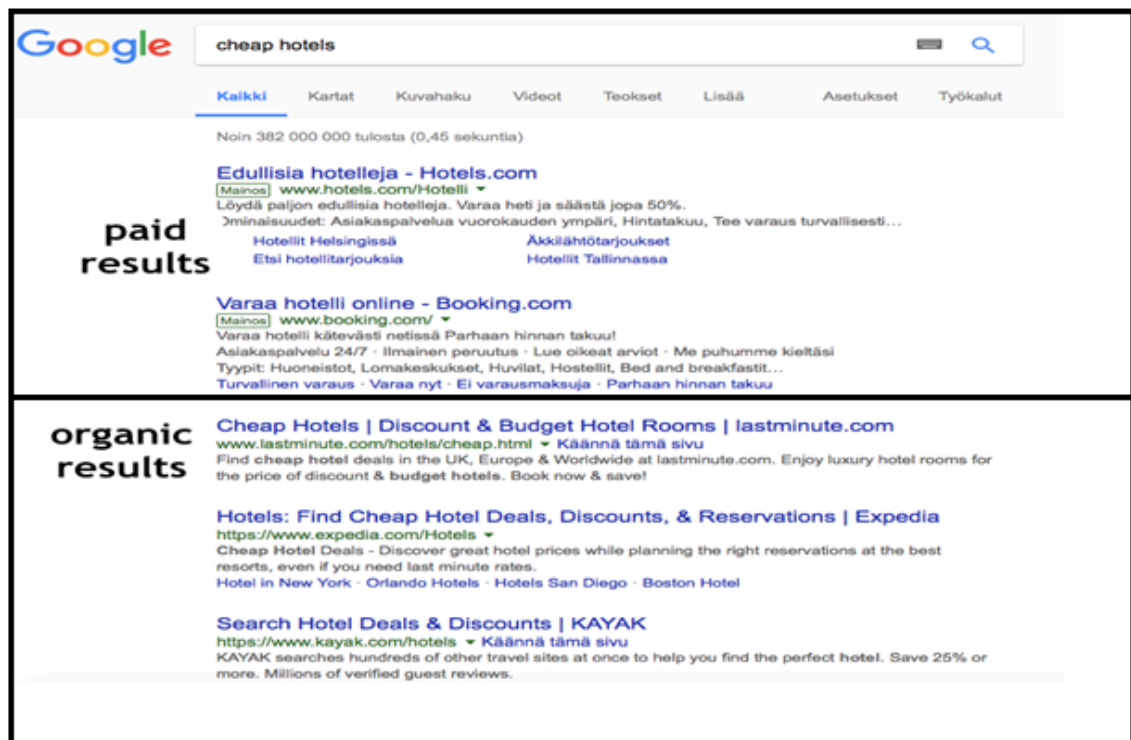 Google cheap hotels
Kaikki Kartat Kuvahaku Videot Teokset Lisää Asetukset Työkalut
Noin 382 000 000 tulosta (0,45 sekuntia)
paid
results
Edullisia hotelleja - Hotels.com
Mainos www.hotels.com/Hotelli
Löydä paljon edullisia hotelleja. Varaa heti ja säästä jopa 50%.
Ominaisuudet: Asiakaspalvelua vuorokauden ympäri, Hintatakuu, Tee varaus turvallisesti...
Hotellit Helsingissä Äkkilähtötarjoukset
Etsi hotellitarjouksia Hotellit Tallinnassa
Varaa hotelli online - Booking.com
Mainos www.booking.com/
Varaa hotelli kätevästi netissä Parhaan hinnan takuu!
Asiakaspalvelu 24/7 · Ilmainen peruutus · Lue oikeat arviot · Me puhumme kieltäsi
Tyypit: Huoneistot, Lomakeskukset, Huvilat, Hostellit, Bed and breakfastit...
Turvallinen varaus · Varaa nyt · Ei varausmaksuja · Parhaan hinnan takuu
organic
results
Cheap Hotels | Discount & Budget Hotel Rooms | lastminute.com
www.lastminute.com/hotels/cheap.html Käännä tämä sivu
Find cheap hotel deals in the UK, Europe & Worldwide at lastminute.com. Enjoy luxury hotel rooms for
the price of discount & budget hotels. Book now & save!
Hotels: Find Cheap Hotel Deals, Discounts, & Reservations | Expedia
https://www.expedia.com/Hotels
Cheap Hotel Deals - Discover great hotel prices while planning the right reservations at the best
resorts, even if you need last minute rates.
Hotel in New York · Orlando Hotels · Hotels San Diego · Boston Hotel
Search Hotel Deals & Discounts | KAYAK
https://www.kayak.com/hotels Käännä tämä sivu
KAYAK searches hundreds of other travel sites at once to help you find the perfect hotel. Save 25% or
more. Millions of verified guest reviews.